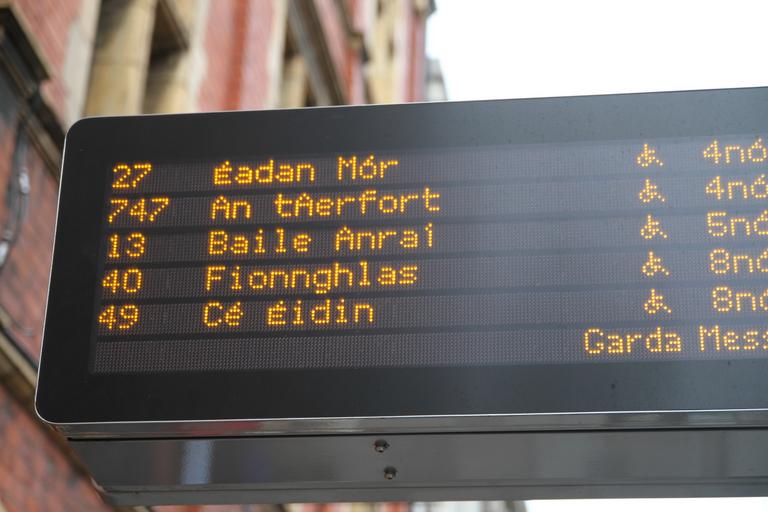 27 Éadan Mór 4nó
747 An tAerfort 4nó
13 Baile Anraí 5nó
40 Fionnghlas 8nó
49 Cé Éidin 8nó
Garda Mess